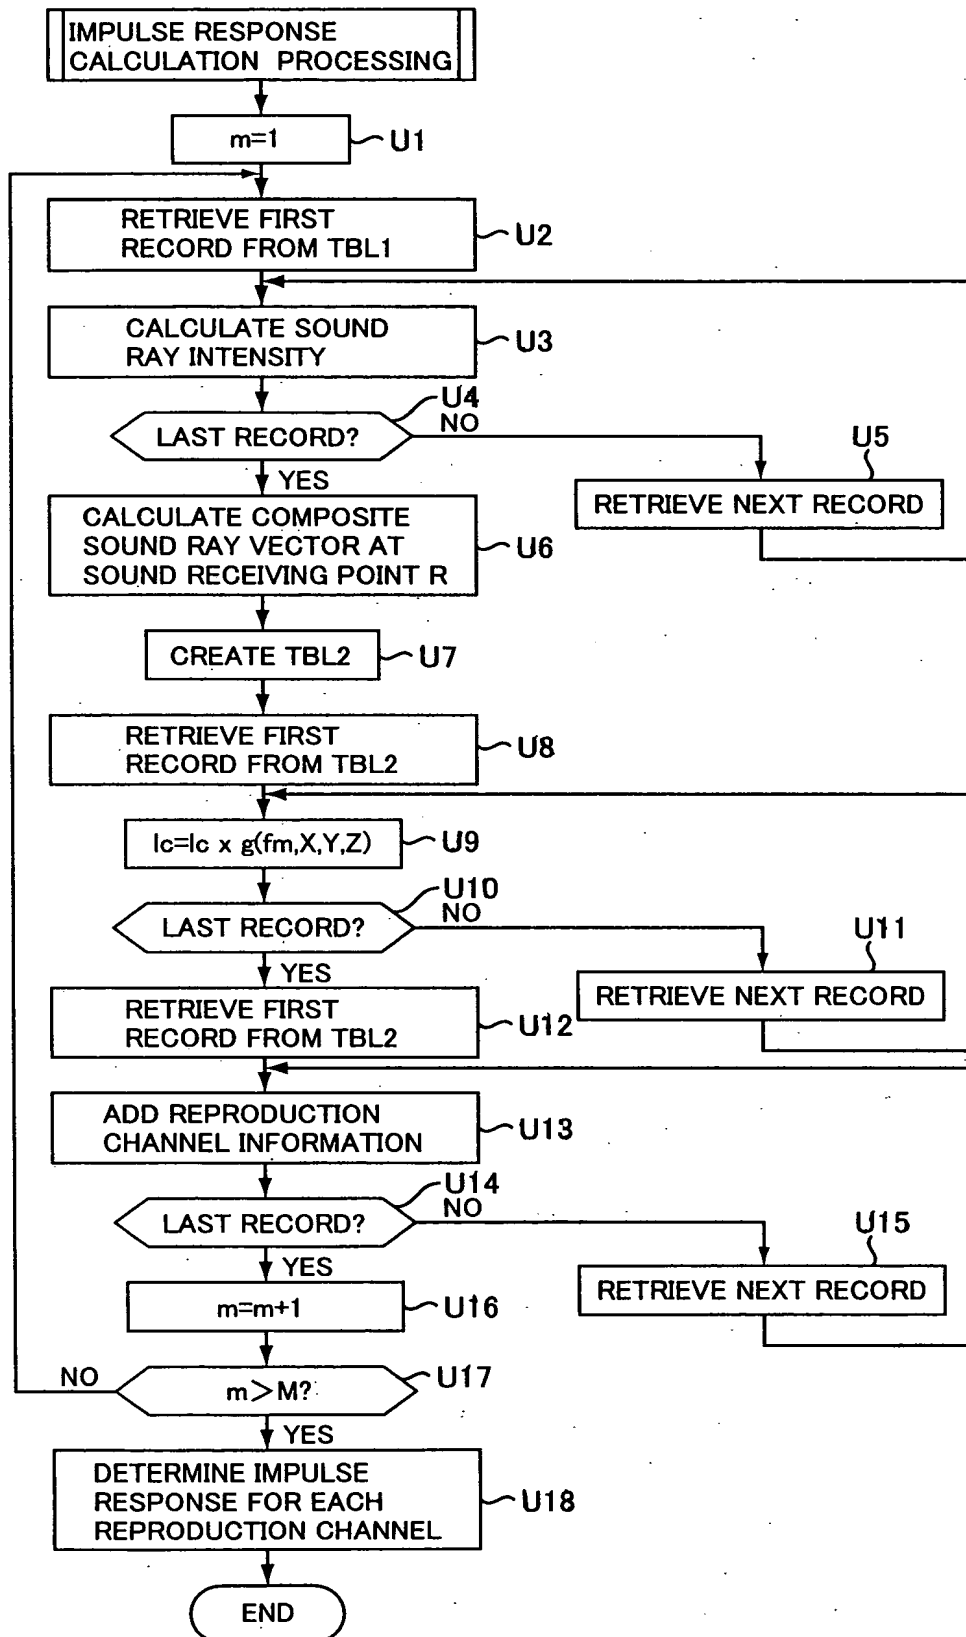 IMPULSE RESPONSE
CALCULATION PROCESSING
m=1
U1
RETRIEVE FIRST
RECORD FROM TBL1
U2
CALCULATE SOUND
RAY INTENSITY
U3
U4
LAST RECORD?
NO
YES
U5
RETRIEVE NEXT RECORD
CALCULATE COMPOSITE
SOUND RAY VECTOR AT
SOUND RECEIVING POINT R
U6
CREATE TBL2
U7
RETRIEVE FIRST
RECORD FROM TBL2
U8
Ic=Ic x g(fm,X,Y,Z)
U9
U10
LAST RECORD?
NO
YES
U11
RETRIEVE NEXT RECORD
RETRIEVE FIRST
RECORD FROM TBL2
U12
ADD REPRODUCTION
CHANNEL INFORMATION
U13
U14
LAST RECORD?
NO
YES
U15
RETRIEVE NEXT RECORD
m=m+1
U16
NO
m>M?
U17
YES
DETERMINE IMPULSE
RESPONSE FOR EACH
REPRODUCTION CHANNEL
U18
END